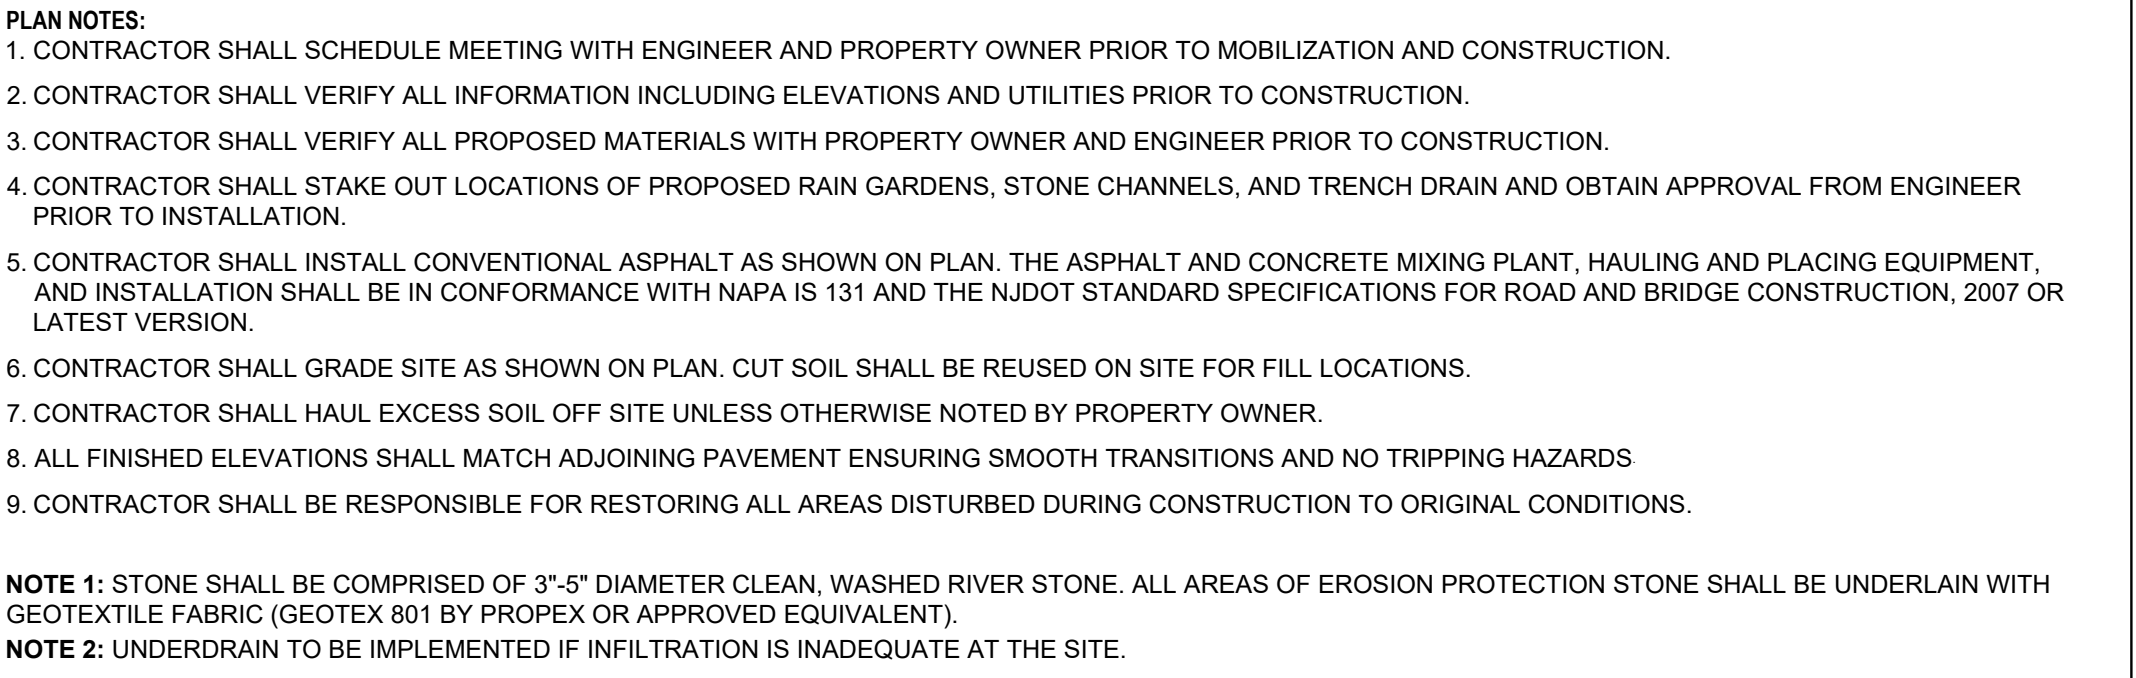 PLAN NOTES:
1. CONTRACTOR SHALL SCHEDULE MEETING WITH ENGINEER AND PROPERTY OWNER PRIOR TO MOBILIZATION AND CONSTRUCTION.
2. CONTRACTOR SHALL VERIFY ALL INFORMATION INCLUDING ELEVATIONS AND UTILITIES PRIOR TO CONSTRUCTION.
3. CONTRACTOR SHALL VERIFY ALL PROPOSED MATERIALS WITH PROPERTY OWNER AND ENGINEER PRIOR TO CONSTRUCTION.
4. CONTRACTOR SHALL STAKE OUT LOCATIONS OF PROPOSED RAIN GARDENS, STONE CHANNELS, AND TRENCH DRAIN AND OBTAIN APPROVAL FROM ENGINEER
PRIOR TO INSTALLATION.
5. CONTRACTOR SHALL INSTALL CONVENTIONAL ASPHALT AS SHOWN ON PLAN. THE ASPHALT AND CONCRETE MIXING PLANT, HAULING AND PLACING EQUIPMENT,
AND INSTALLATION SHALL BE IN CONFORMANCE WITH NAPA IS 131 AND THE NJDOT STANDARD SPECIFICATIONS FOR ROAD AND BRIDGE CONSTRUCTION, 2007 OR
LATEST VERSION.
6. CONTRACTOR SHALL GRADE SITE AS SHOWN ON PLAN. CUT SOIL SHALL BE REUSED ON SITE FOR FILL LOCATIONS.
7. CONTRACTOR SHALL HAUL EXCESS SOIL OFF SITE UNLESS OTHERWISE NOTED BY PROPERTY OWNER.
8. ALL FINISHED ELEVATIONS SHALL MATCH ADJOINING PAVEMENT ENSURING SMOOTH TRANSITIONS AND NO TRIPPING HAZARDS.
9. CONTRACTOR SHALL BE RESPONSIBLE FOR RESTORING ALL AREAS DISTURBED DURING CONSTRUCTION TO ORIGINAL CONDITIONS.
NOTE 1: STONE SHALL BE COMPRISED OF 3"-5" DIAMETER CLEAN, WASHED RIVER STONE. ALL AREAS OF EROSION PROTECTION STONE SHALL BE UNDERLAIN WITH
GEOTEXTILE FABRIC (GEOTEX 801 BY PROPEX OR APPROVED EQUIVALENT).
NOTE 2: UNDERDRAIN TO BE IMPLEMENTED IF INFILTRATION IS INADEQUATE AT THE SITE.